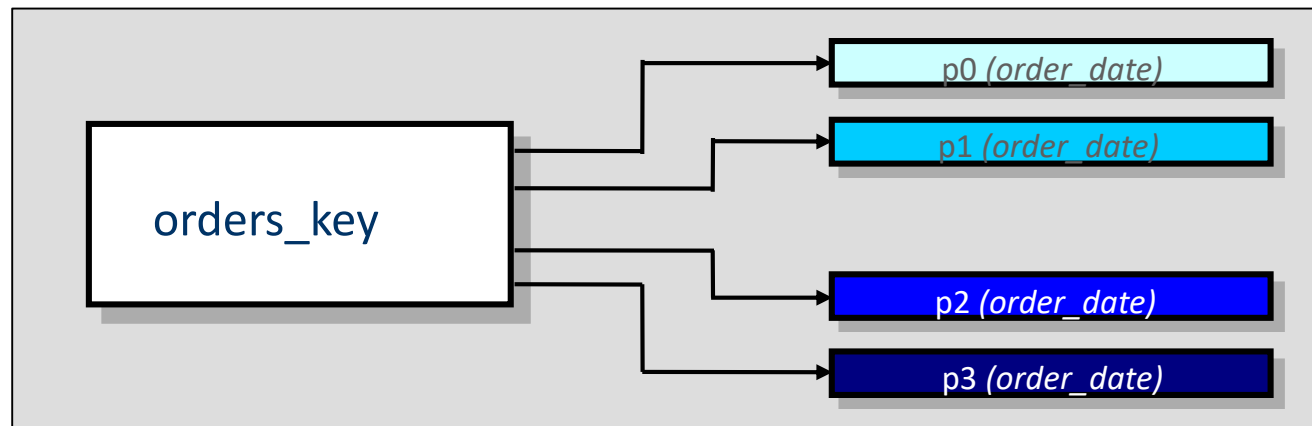 p0 (order_date)
p1 (order_date)
orders_key
p2 (order_date)
p3 (order_date)